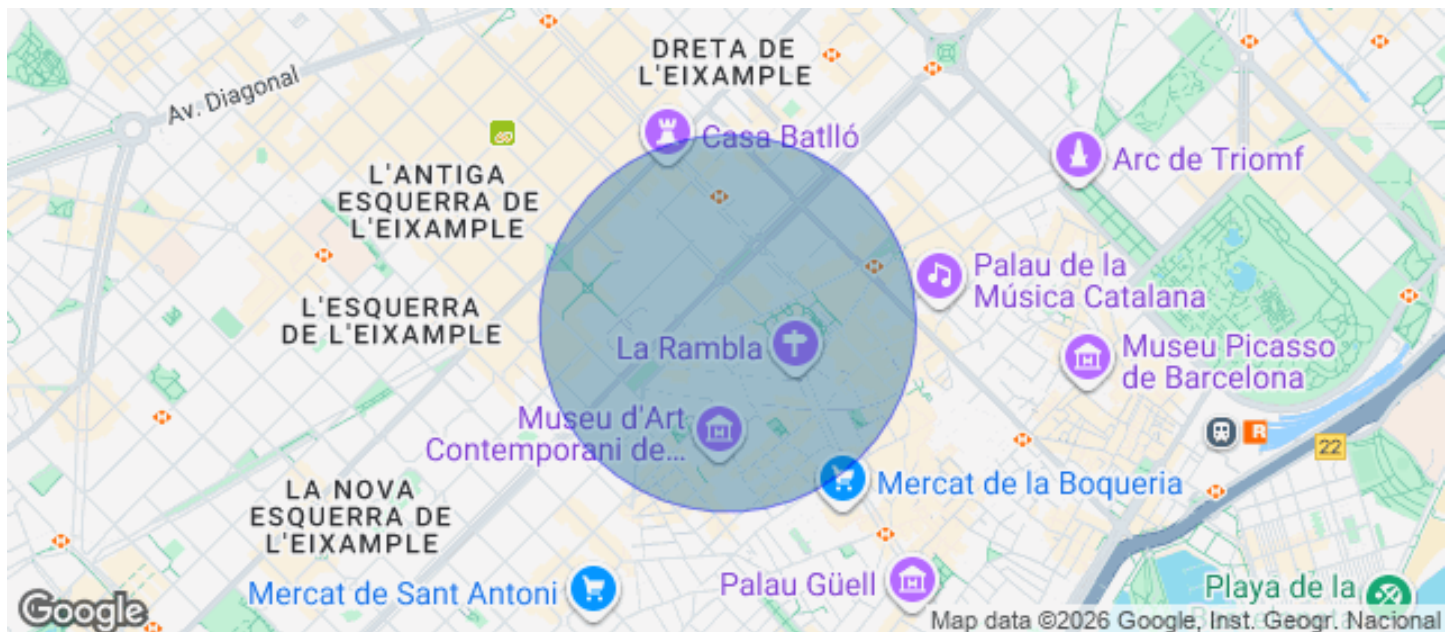 DRETA DE
L'EIXAMPLE
Av. Diagonal
Casa Batlló
Arc de Triomf
L'ANTIGA
ESQUERRA DE
L'EIXAMPLE
Palau de la
Música Catalana
L'ESQUERRA
DE L'EIXAMPLE
La Rambla
Museu Picasso
de Barcelona
Museu d'Art
Contemporani de...
R
22
Mercat de la Boqueria
LA NOVA
ESQUERRA DE
L'EIXAMPLE
Mercat de Sant Antoni
Palau Güell
Playa de la
Google
Map data ©2026 Google, Inst. Geogr. Nacional